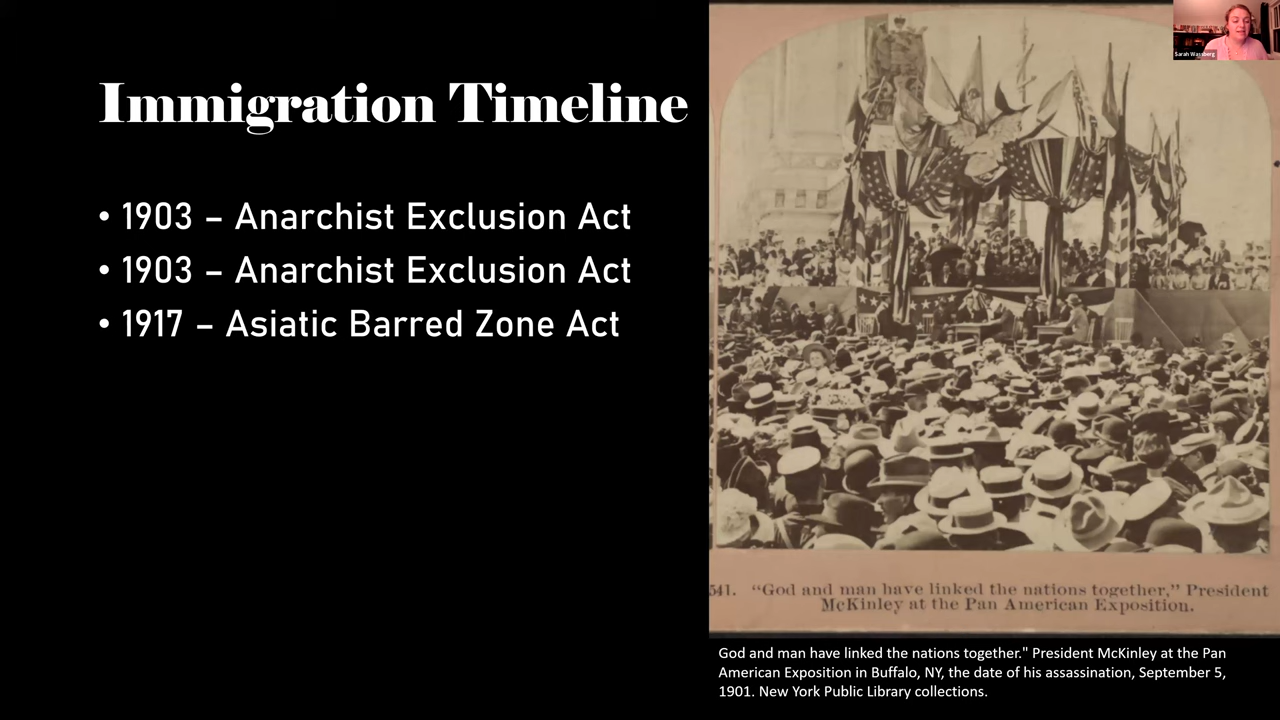 Immigration Timeline
• 1903 – Anarchist Exclusion Act
• 1903 – Anarchist Exclusion Act
• 1917 – Asiatic Barred Zone Act
Sarah Wassberg
541. "God and man have linked the nations together," President
McKinley at the Pan American Exposition.
God and man have linked the nations together." President McKinley at the Pan
American Exposition in Buffalo, NY, the date of his assassination, September 5,
1901. New York Public Library collections.